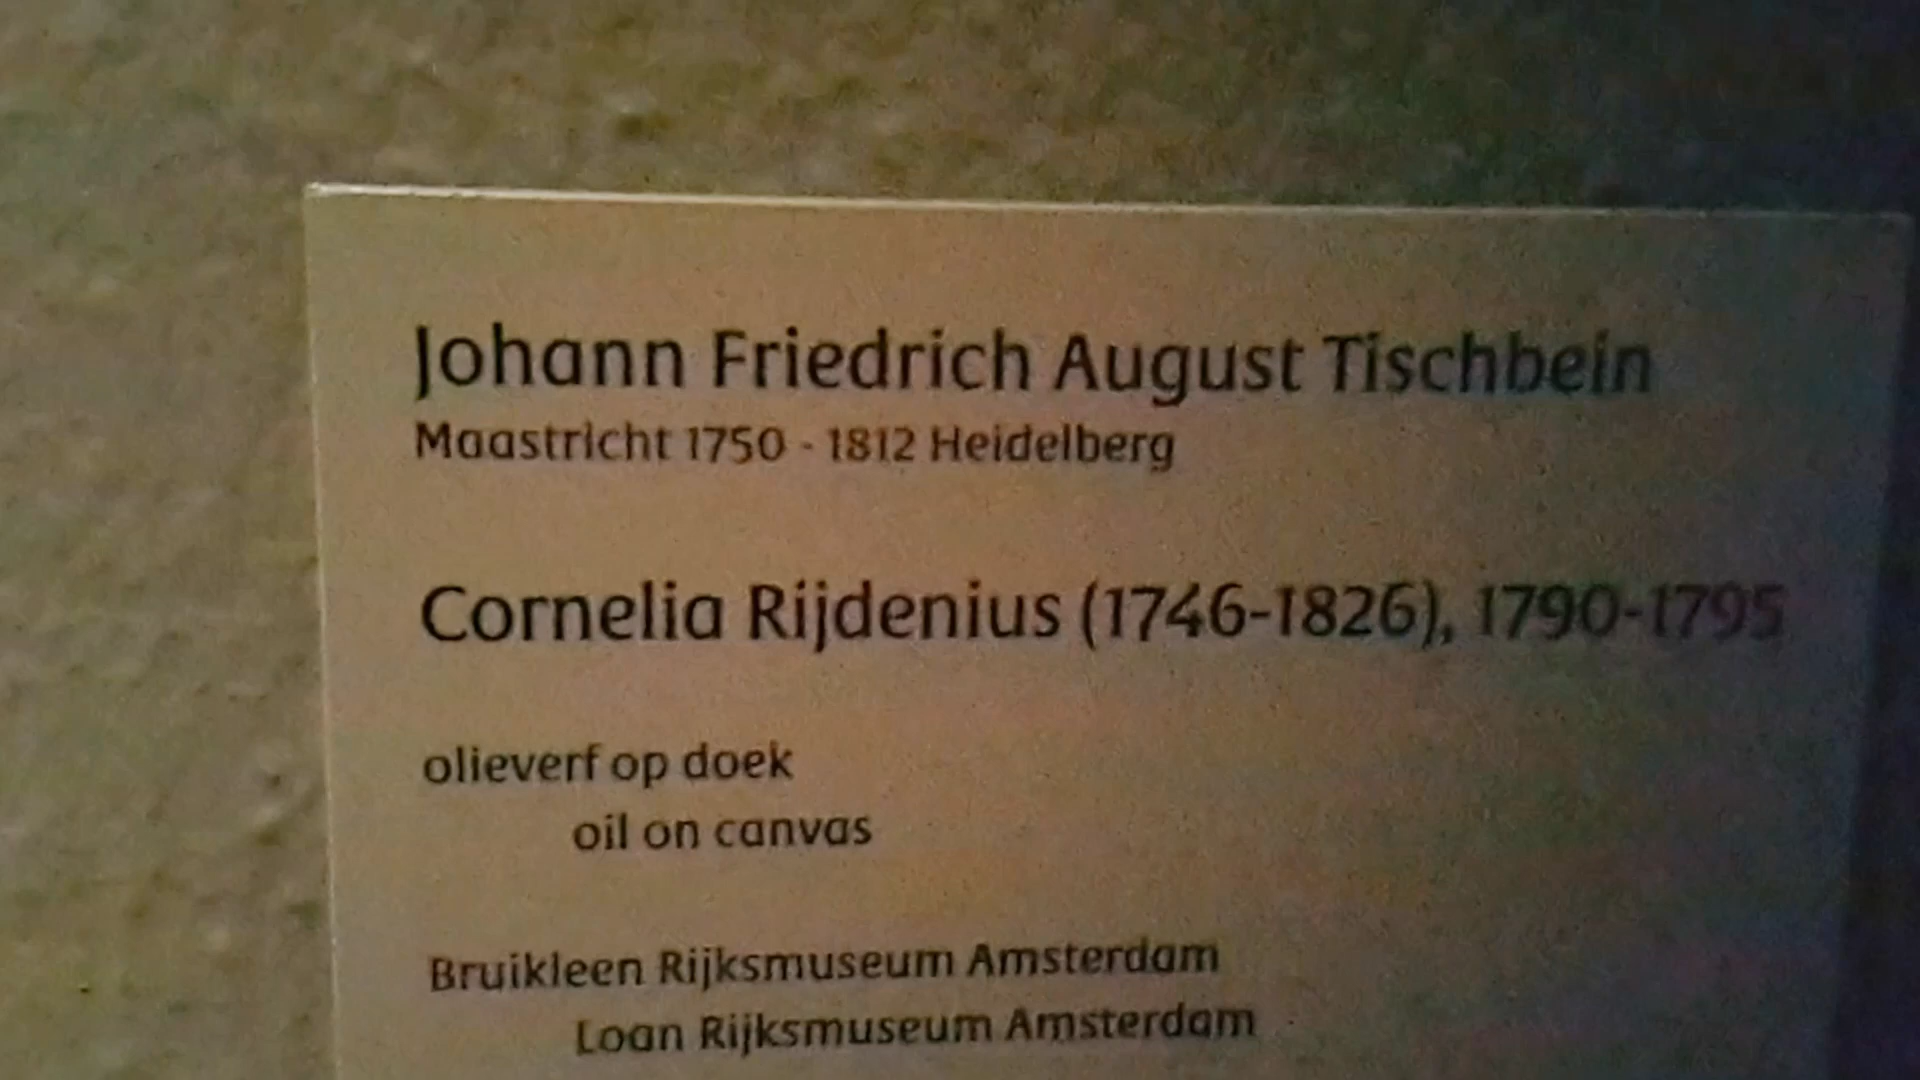 Johann Friedrich August Tischbein
Maastricht 1750 - 1812 Heidelberg
Cornelia Rijdenius (1746-1826), 1790-1795
olieverf op doek
oil on canvas
Bruikleen Rijksmuseum Amsterdam
Loan Rijksmuseum Amsterdam